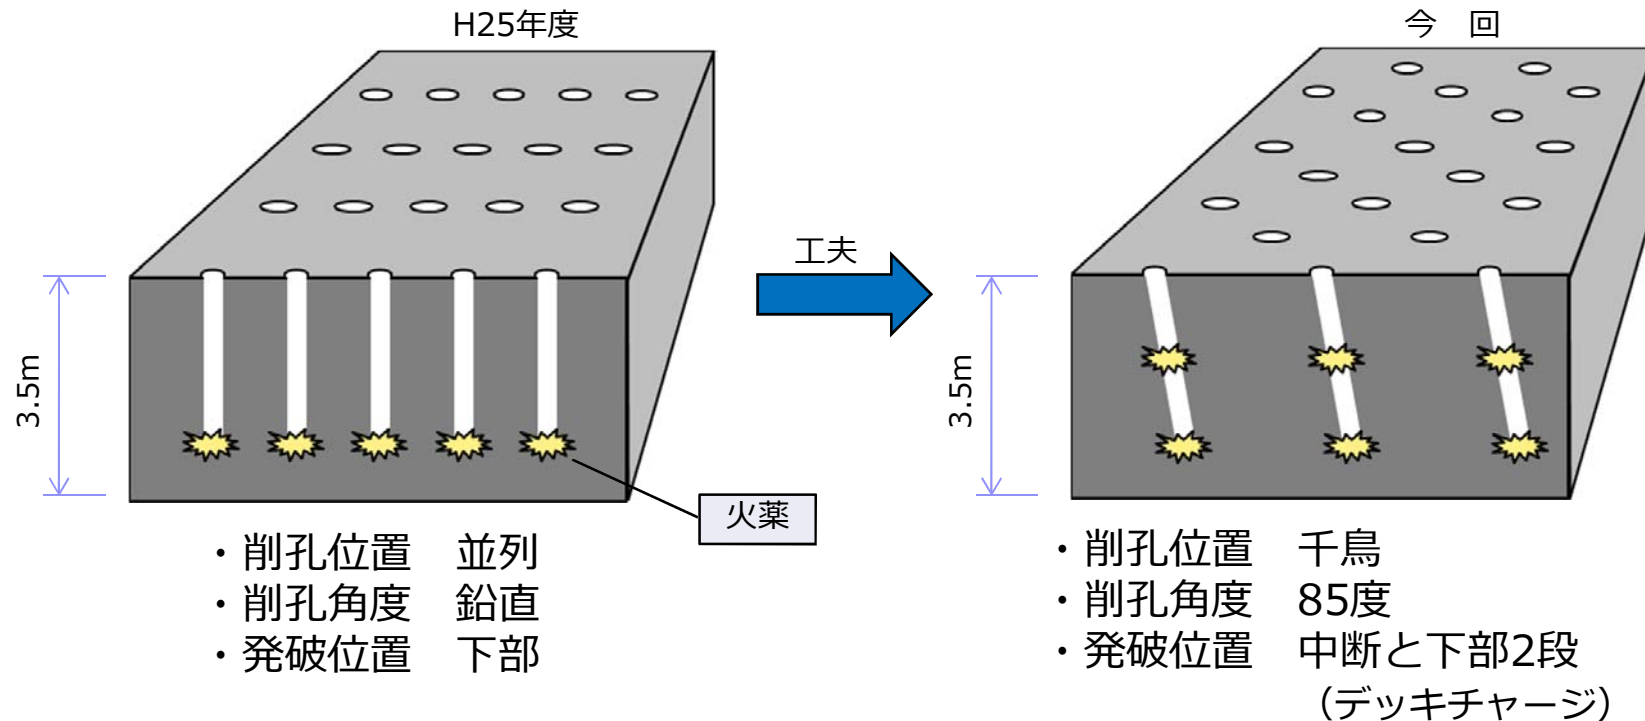 H25年度
3.5m
火薬
・削孔位置　並列
・削孔角度　鉛直
・発破位置　下部
工夫
今　回
3.5m
・削孔位置　千鳥
・削孔角度　85度
・発破位置　中断と下部2段
（デッキチャージ）